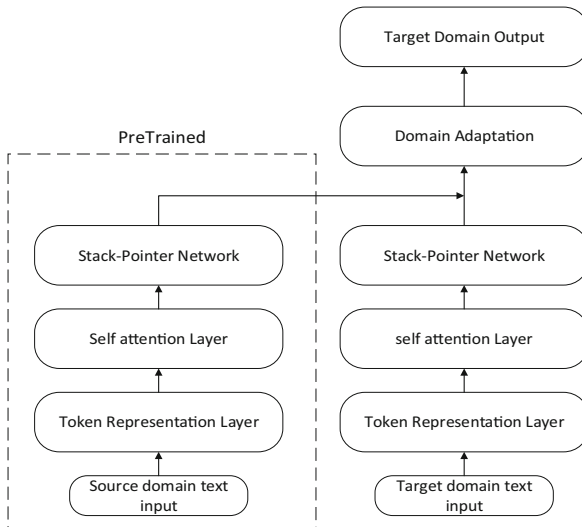 Target Domain Output
Domain Adaptation
PreTrained
Stack-Pointer Network
Stack-Pointer Network
Self attention Layer
self attention Layer
Token Representation Layer
Token Representation Layer
Source domain text
input
Target domain text
input